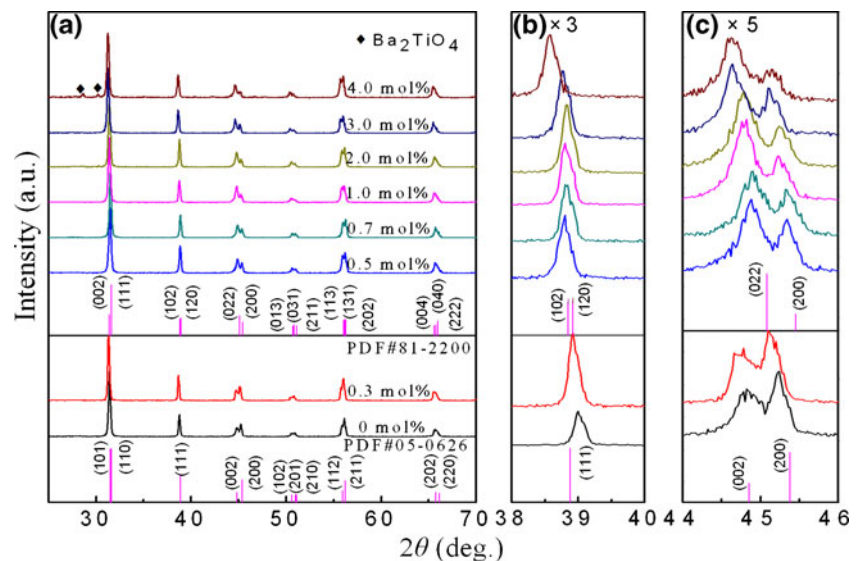 (a)
◆ Ba2TiO4
(b) × 3
(c) × 5
4.0 mol%
3.0 mol%
2.0 mol%
1.0 mol%
0.7 mol%
0.5 mol%
(002)
(111)
(102)
(120)
(022)
(200)
(013)
(031)
(211)
(113)
(131)
(202)
(004)
(040)
(222)
PDF#81-2200
0.3 mol%
0 mol%
PDF#05-0626
(101)
(110)
(111)
(002)
(200)
(102)
(201)
(210)
(112)
(211)
(202)
(220)
(102)
(120)
(111)
(022)
(200)
(002)
(200)
Intensity (a.u.)
30 40 50 60 70
38 39 40
44 45 46
2θ (deg.)